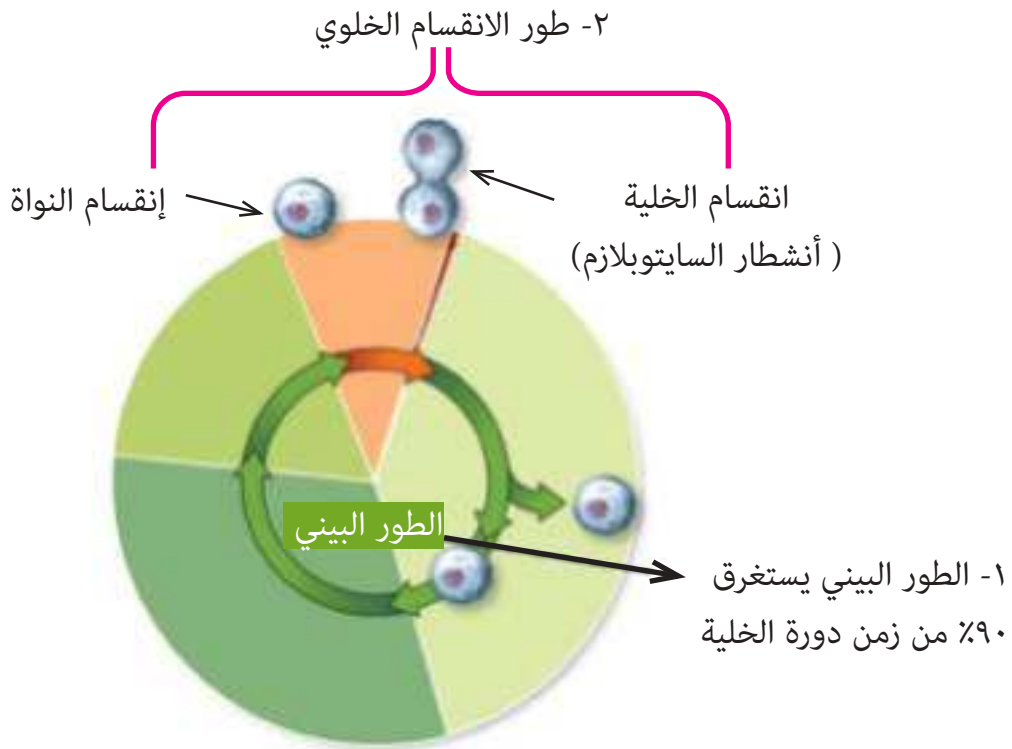 ٢- طور الانقسام الخلوي
إنقسام النواة
انقسام الخلية
( أنشطار السايتوبلازم)
الطور البيني
١- الطور البيني يستغرق
٩٠٪ من زمن دورة الخلية